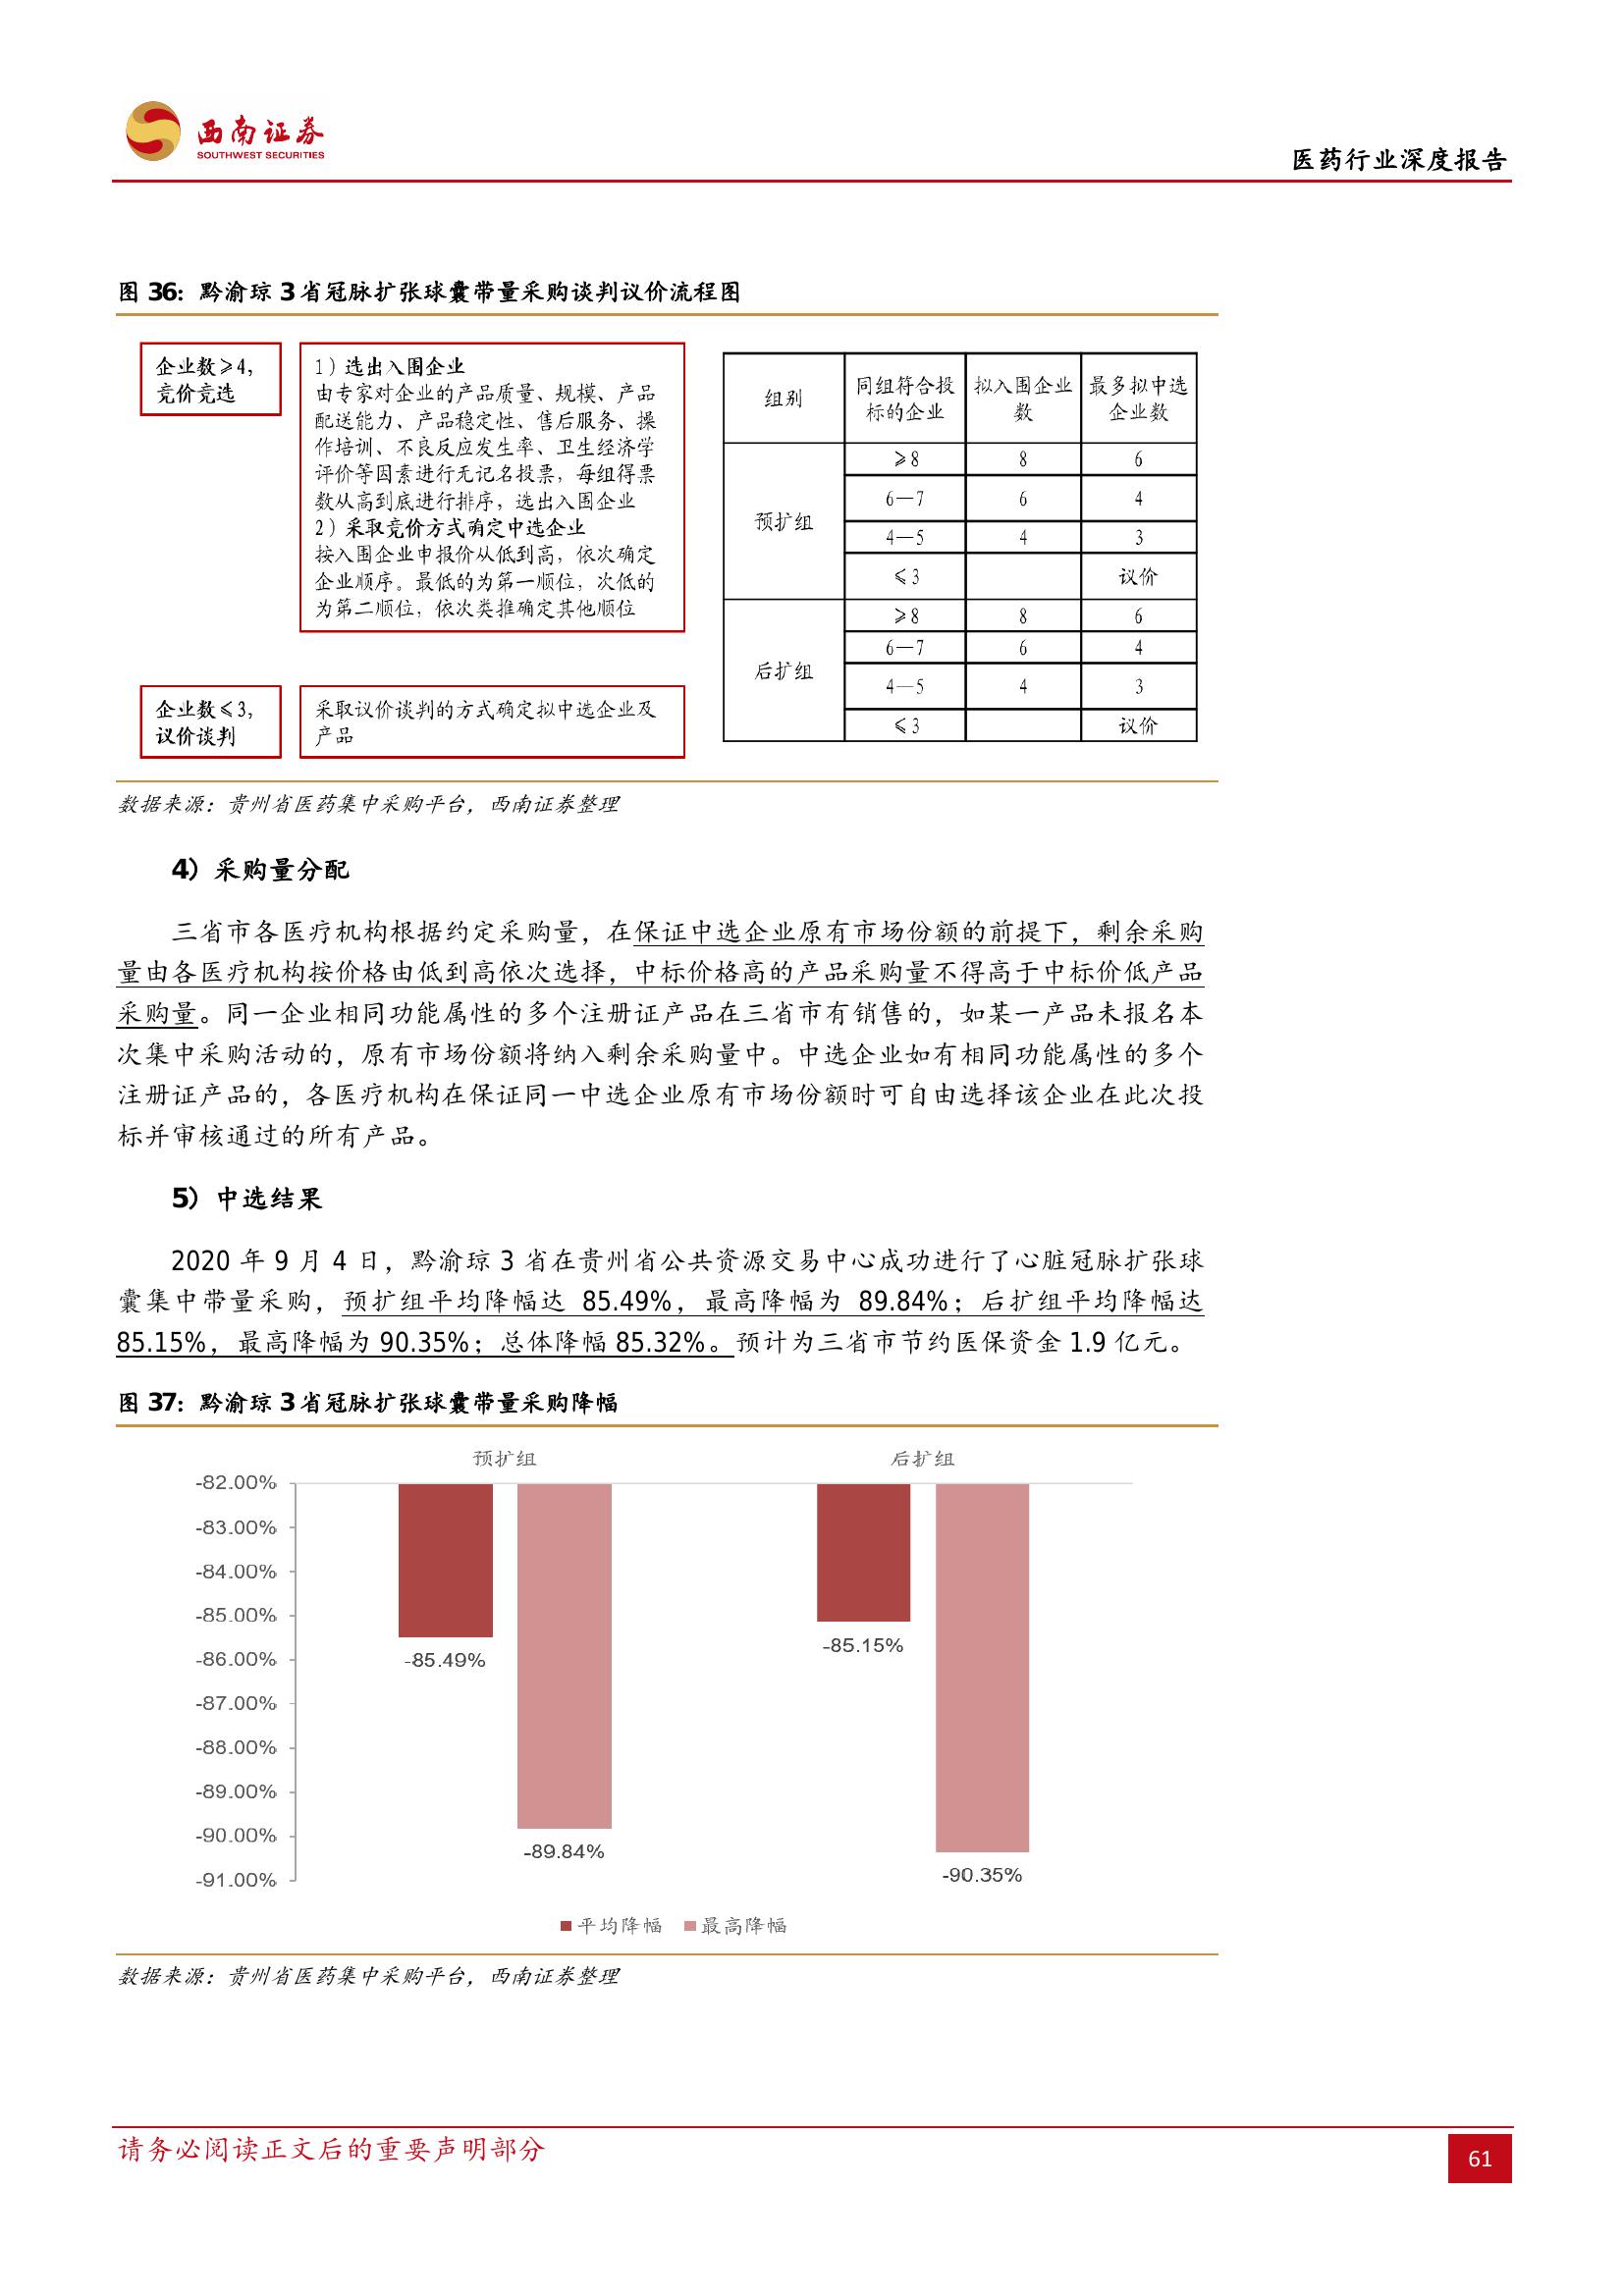 西南证券
SOUTHWEST SECURITIES
医药行业深度报告
图 36：黔渝琼 3 省冠脉扩张球囊带量采购谈判议价流程图
企业数≥4，
竞价竞选
1）选出入围企业
由专家对企业的产品质量、规模、产品
配送能力、产品稳定性、售后服务、操
作培训、不良反应发生率、卫生经济学
评价等因素进行无记名投票，每组得票
数从高到底进行排序，选出入围企业
2）采取竞价方式确定中选企业
按入围企业申报价从低到高，依次确定
企业顺序。最低的为第一顺位，次低的
为第二顺位，依次类推确定其他顺位
企业数≤3，
议价谈判
采取议价谈判的方式确定拟中选企业及
产品
组别 同组符合投标的企业 拟入围企业数 最多拟中选企业数
预扩组
≥8 8 6
6—7 6 4
4—5 4 3
≤3 议价
后扩组
≥8 8 6
6—7 6 4
4—5 4 3
≤3 议价
数据来源：贵州省医药集中采购平台，西南证券整理
4）采购量分配
三省市各医疗机构根据约定采购量，在保证中选企业原有市场份额的前提下，剩余采购
量由各医疗机构按价格由低到高依次选择，中标价格高的产品采购量不得高于中标价低产品
采购量。同一企业相同功能属性的多个注册证产品在三省市有销售的，如某一产品未报名本
次集中采购活动的，原有市场份额将纳入剩余采购量中。中选企业如有相同功能属性的多个
注册证产品的，各医疗机构在保证同一中选企业原有市场份额时可自由选择该企业在此次投
标并审核通过的所有产品。
5）中选结果
2020 年 9 月 4 日，黔渝琼 3 省在贵州省公共资源交易中心成功进行了心脏冠脉扩张球
囊集中带量采购，预扩组平均降幅达 85.49%，最高降幅为 89.84%；后扩组平均降幅达
85.15%，最高降幅为 90.35%；总体降幅 85.32%。预计为三省市节约医保资金 1.9 亿元。
图 37：黔渝琼 3 省冠脉扩张球囊带量采购降幅
预扩组 后扩组
-82.00%
-83.00%
-84.00%
-85.00%
-86.00%
-87.00%
-88.00%
-89.00%
-90.00%
-91.00%
-85.49%
-89.84%
-85.15%
-90.35%
平均降幅 最高降幅
数据来源：贵州省医药集中采购平台，西南证券整理
请务必阅读正文后的重要声明部分
61